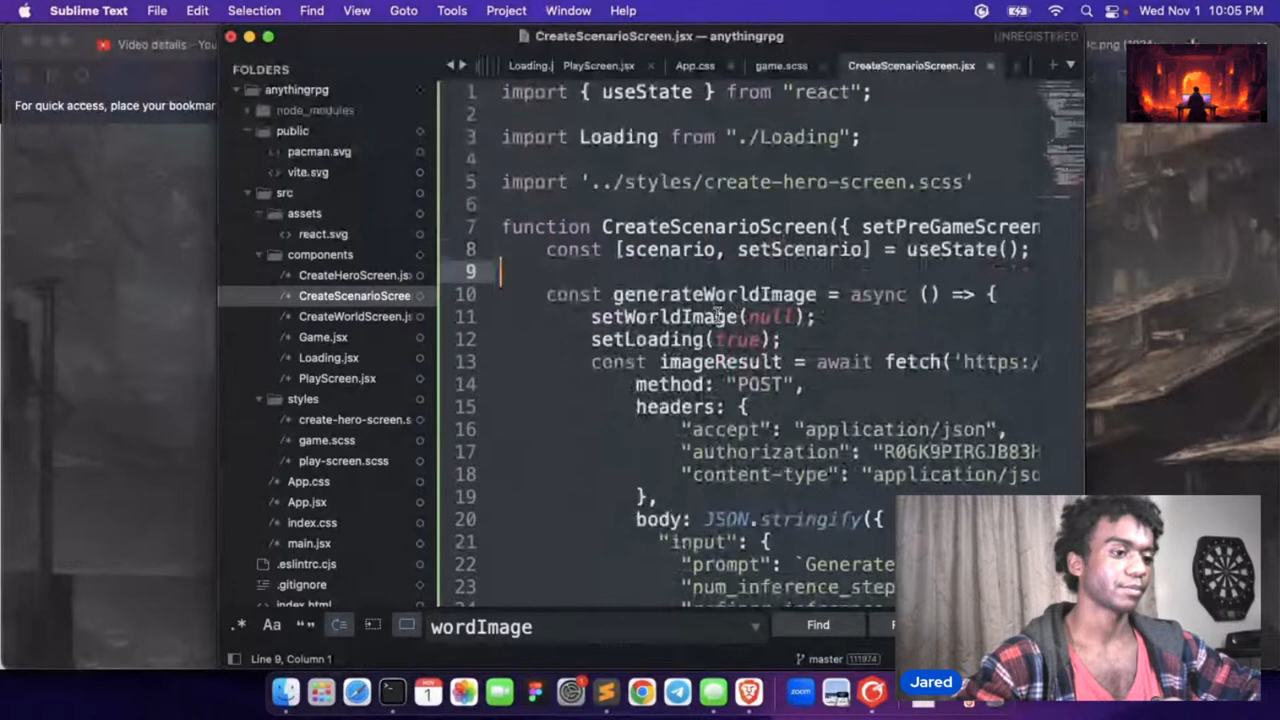 Sublime Text File Edit Selection Find View Goto Tools Project Window Help Wed Nov 1 10:05 PM
Video details - You
CreateScenarioScreen.jsx — anythingrpg
UNREGISTERED
For quick access, place your bookmar
FOLDERS
anythingrpg
node_modules
public
pacman.svg
vite.svg
src
assets
react.svg
components
CreateHeroScreen.js
CreateScenarioScree
CreateWorldScreen.j
Game.jsx
Loading.jsx
PlayScreen.jsx
styles
create-hero-screen.s
game.scss
play-screen.scss
App.css
App.jsx
index.css
main.jsx
.eslintrc.cjs
.gitignore
index.html
Loading.j PlayScreen.jsx App.css game.scss CreateScenarioScreen.jsx
1 import { useState } from "react";
2
3 import Loading from "./Loading";
4
5 import '../styles/create-hero-screen.scss'
6
7 function CreateScenarioScreen({ setPreGameScreen
8 const [scenario, setScenario] = useState();
9
10 const generateWorldImage = async () => {
11 setWorldImage(null);
12 setLoading(true);
13 const imageResult = await fetch('https:/
14 method: "POST",
15 headers: {
16 "accept": "application/json",
17 "authorization": "R06K9PIRGJB83H
18 "content-type": "application/jso
19 },
20 body: JSON.stringify({
21 "input": {
22 "prompt": `Generate
23 "num_inference_step
.* Aa “” wordImage Find
Line 9, Column 1 master 111974
Jared
zoom